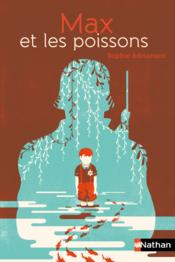 Max
et les poissons
Sophie Adriansen
Nathan